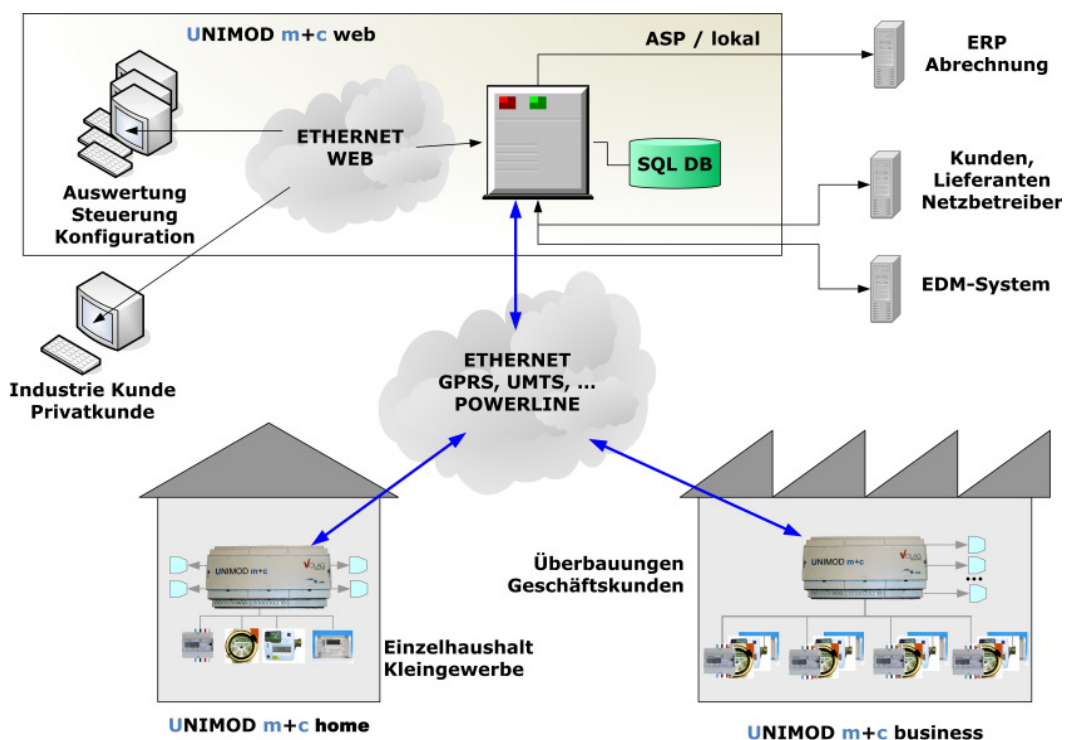 UNIMOD m+c web
ASP / lokal
ERP
Abrechnung
ETHERNET
WEB
SQL DB
Auswertung
Steuerung
Konfiguration
Kunden,
Lieferanten
Netzbetreiber
EDM-System
Industrie Kunde
Privatkunde
ETHERNET
GPRS, UMTS, ...
POWERLINE
UNIMOD m+c
Überbauungen
Geschäftskunden
UNIMOD m+c
Einzelhaushalt
Kleingewerbe
UNIMOD m+c home
UNIMOD m+c business